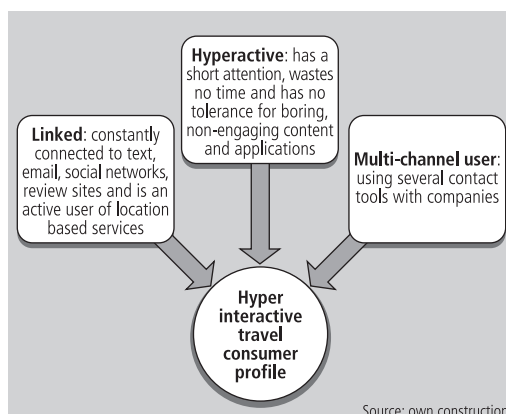 Hyperactive: has a
short attention, wastes
no time and has no
tolerance for boring,
non-engaging content
and applications
Linked: constantly
connected to text,
email, social networks,
review sites and is an
active user of location
based services
Multi-channel user:
using several contact
tools with companies
Hyper
interactive
travel
consumer
profile
Source: own construction